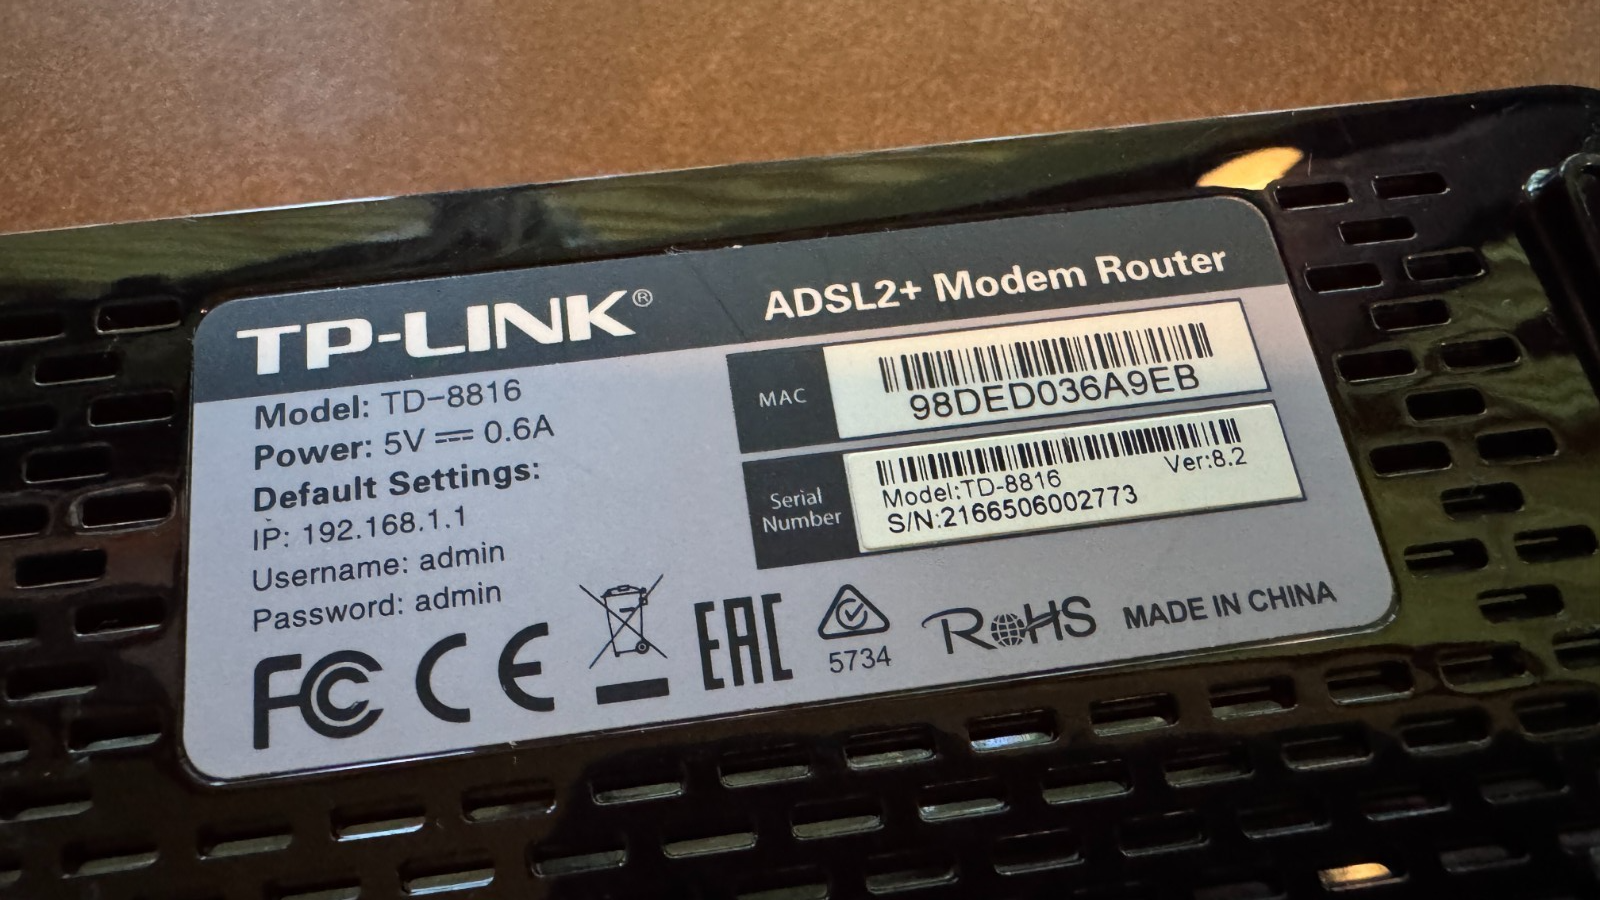 TP-LINK®
ADSL2+ Modem Router
Model: TD-8816
Power: 5V ⎓ 0.6A
Default Settings:
IP: 192.168.1.1
Username: admin
Password: admin
MAC
98DED036A9EB
Serial
Number
Model:TD-8816
Ver:8.2
S/N:2166506002773
FC CE EAC
5734
RoHS
MADE IN CHINA